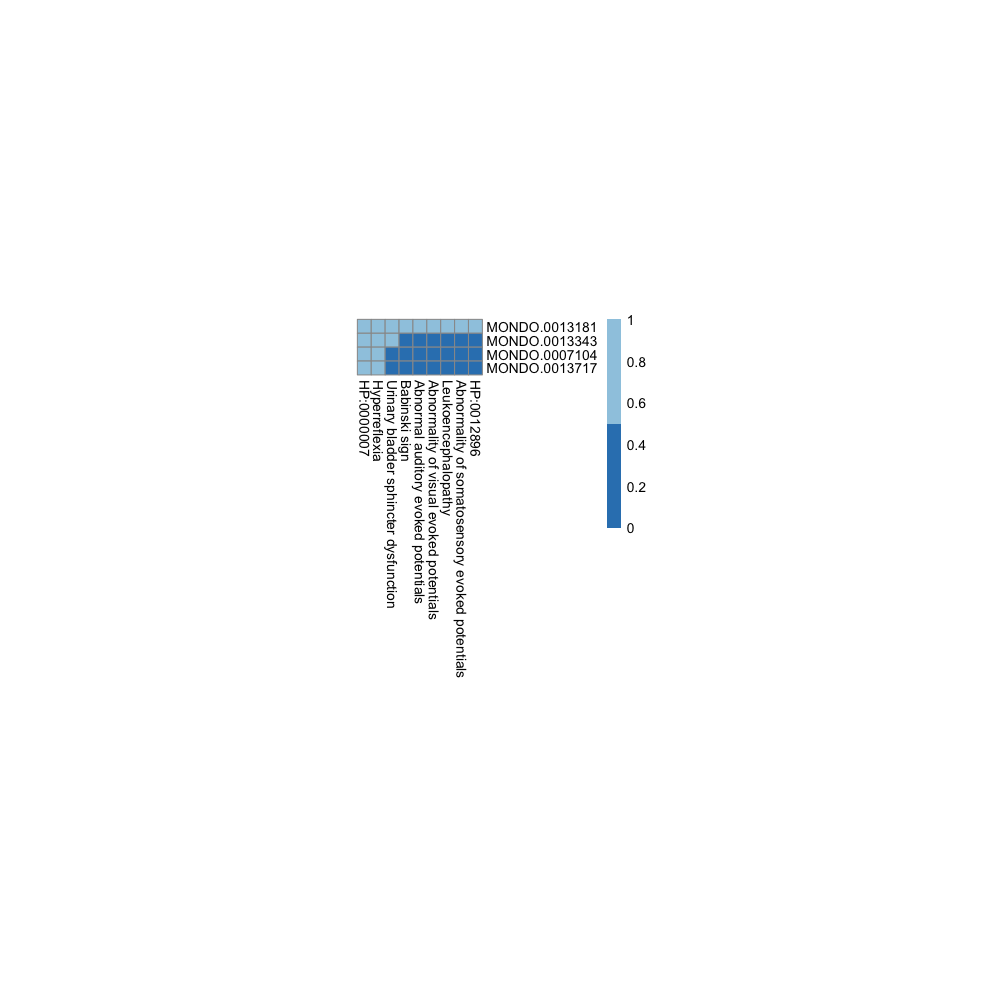 MONDO.0013181
MONDO.0013343
MONDO.0007104
MONDO.0013717
1
0.8
0.6
0.4
0.2
0
HP:0000007
Hyperreflexia
Urinary bladder sphincter dysfunction
Babinski sign
Abnormal auditory evoked potentials
Abnormality of visual evoked potentials
Leukoencephalopathy
Abnormality of somatosensory evoked potentials
HP:0012896